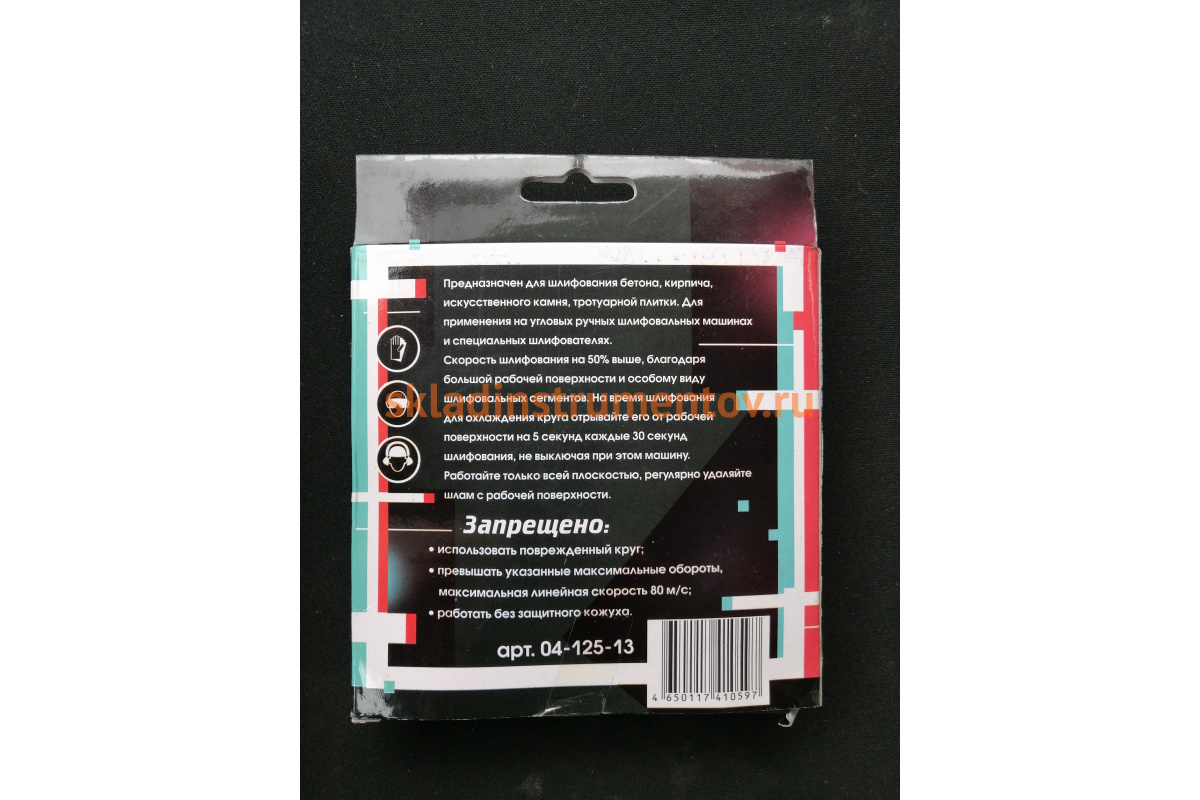 Предназначен для шлифования бетона, кирпича,
искусственного камня, тротуарной плитки. Для
применения на угловых ручных шлифовальных машинах
и специальных шлифователях.
Скорость шлифования на 50% выше, благодаря
большой рабочей поверхности и особому виду
шлифовальных сегментов. На время шлифования
skladinstrumentov.ru
для охлаждения круга отрывайте его от рабочей
поверхности на 5 секунд каждые 30 секунд
шлифования, не выключая при этом машину.
Работайте только всей плоскостью, регулярно удаляйте
шлам с рабочей поверхности.
Запрещено:
• использовать поврежденный круг;
• превышать указанные максимальные обороты,
максимальная линейная скорость 80 м/с;
• работать без защитного кожуха.
арт. 04-125-13
4 650117 410597